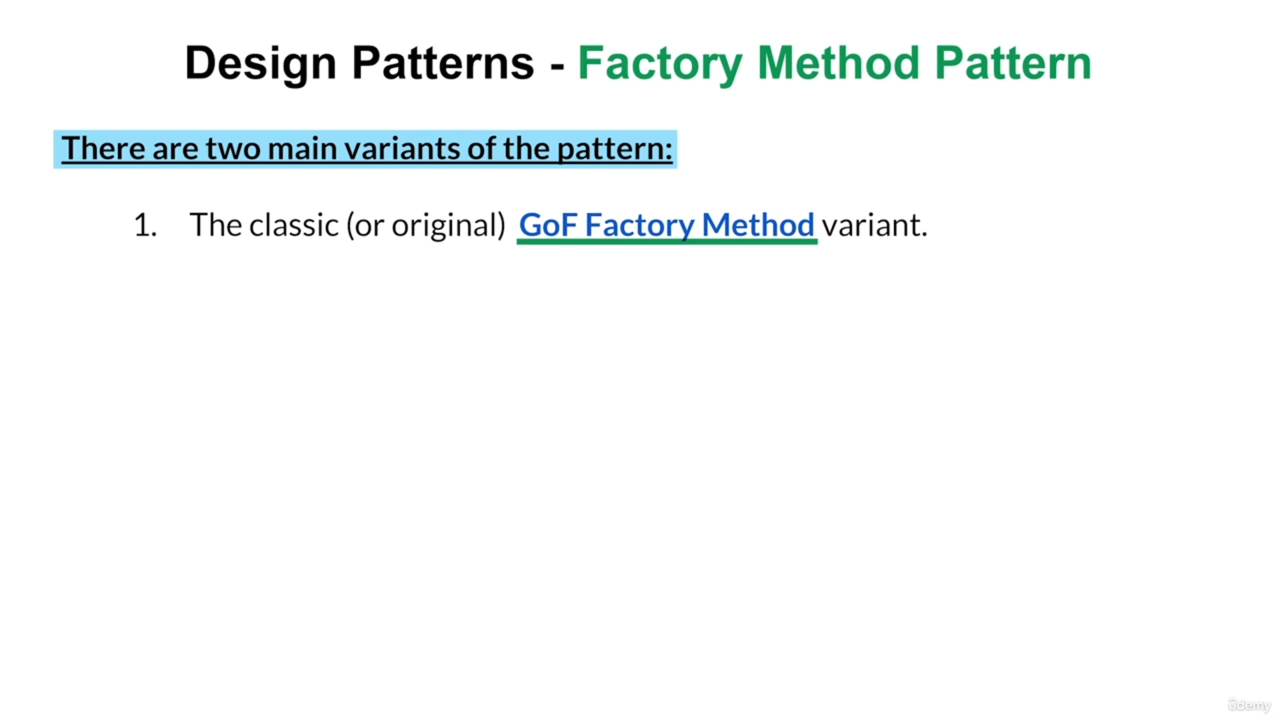 Design Patterns - Factory Method Pattern
There are two main variants of the pattern:
1. The classic (or original) GoF Factory Method variant.
ûdemy